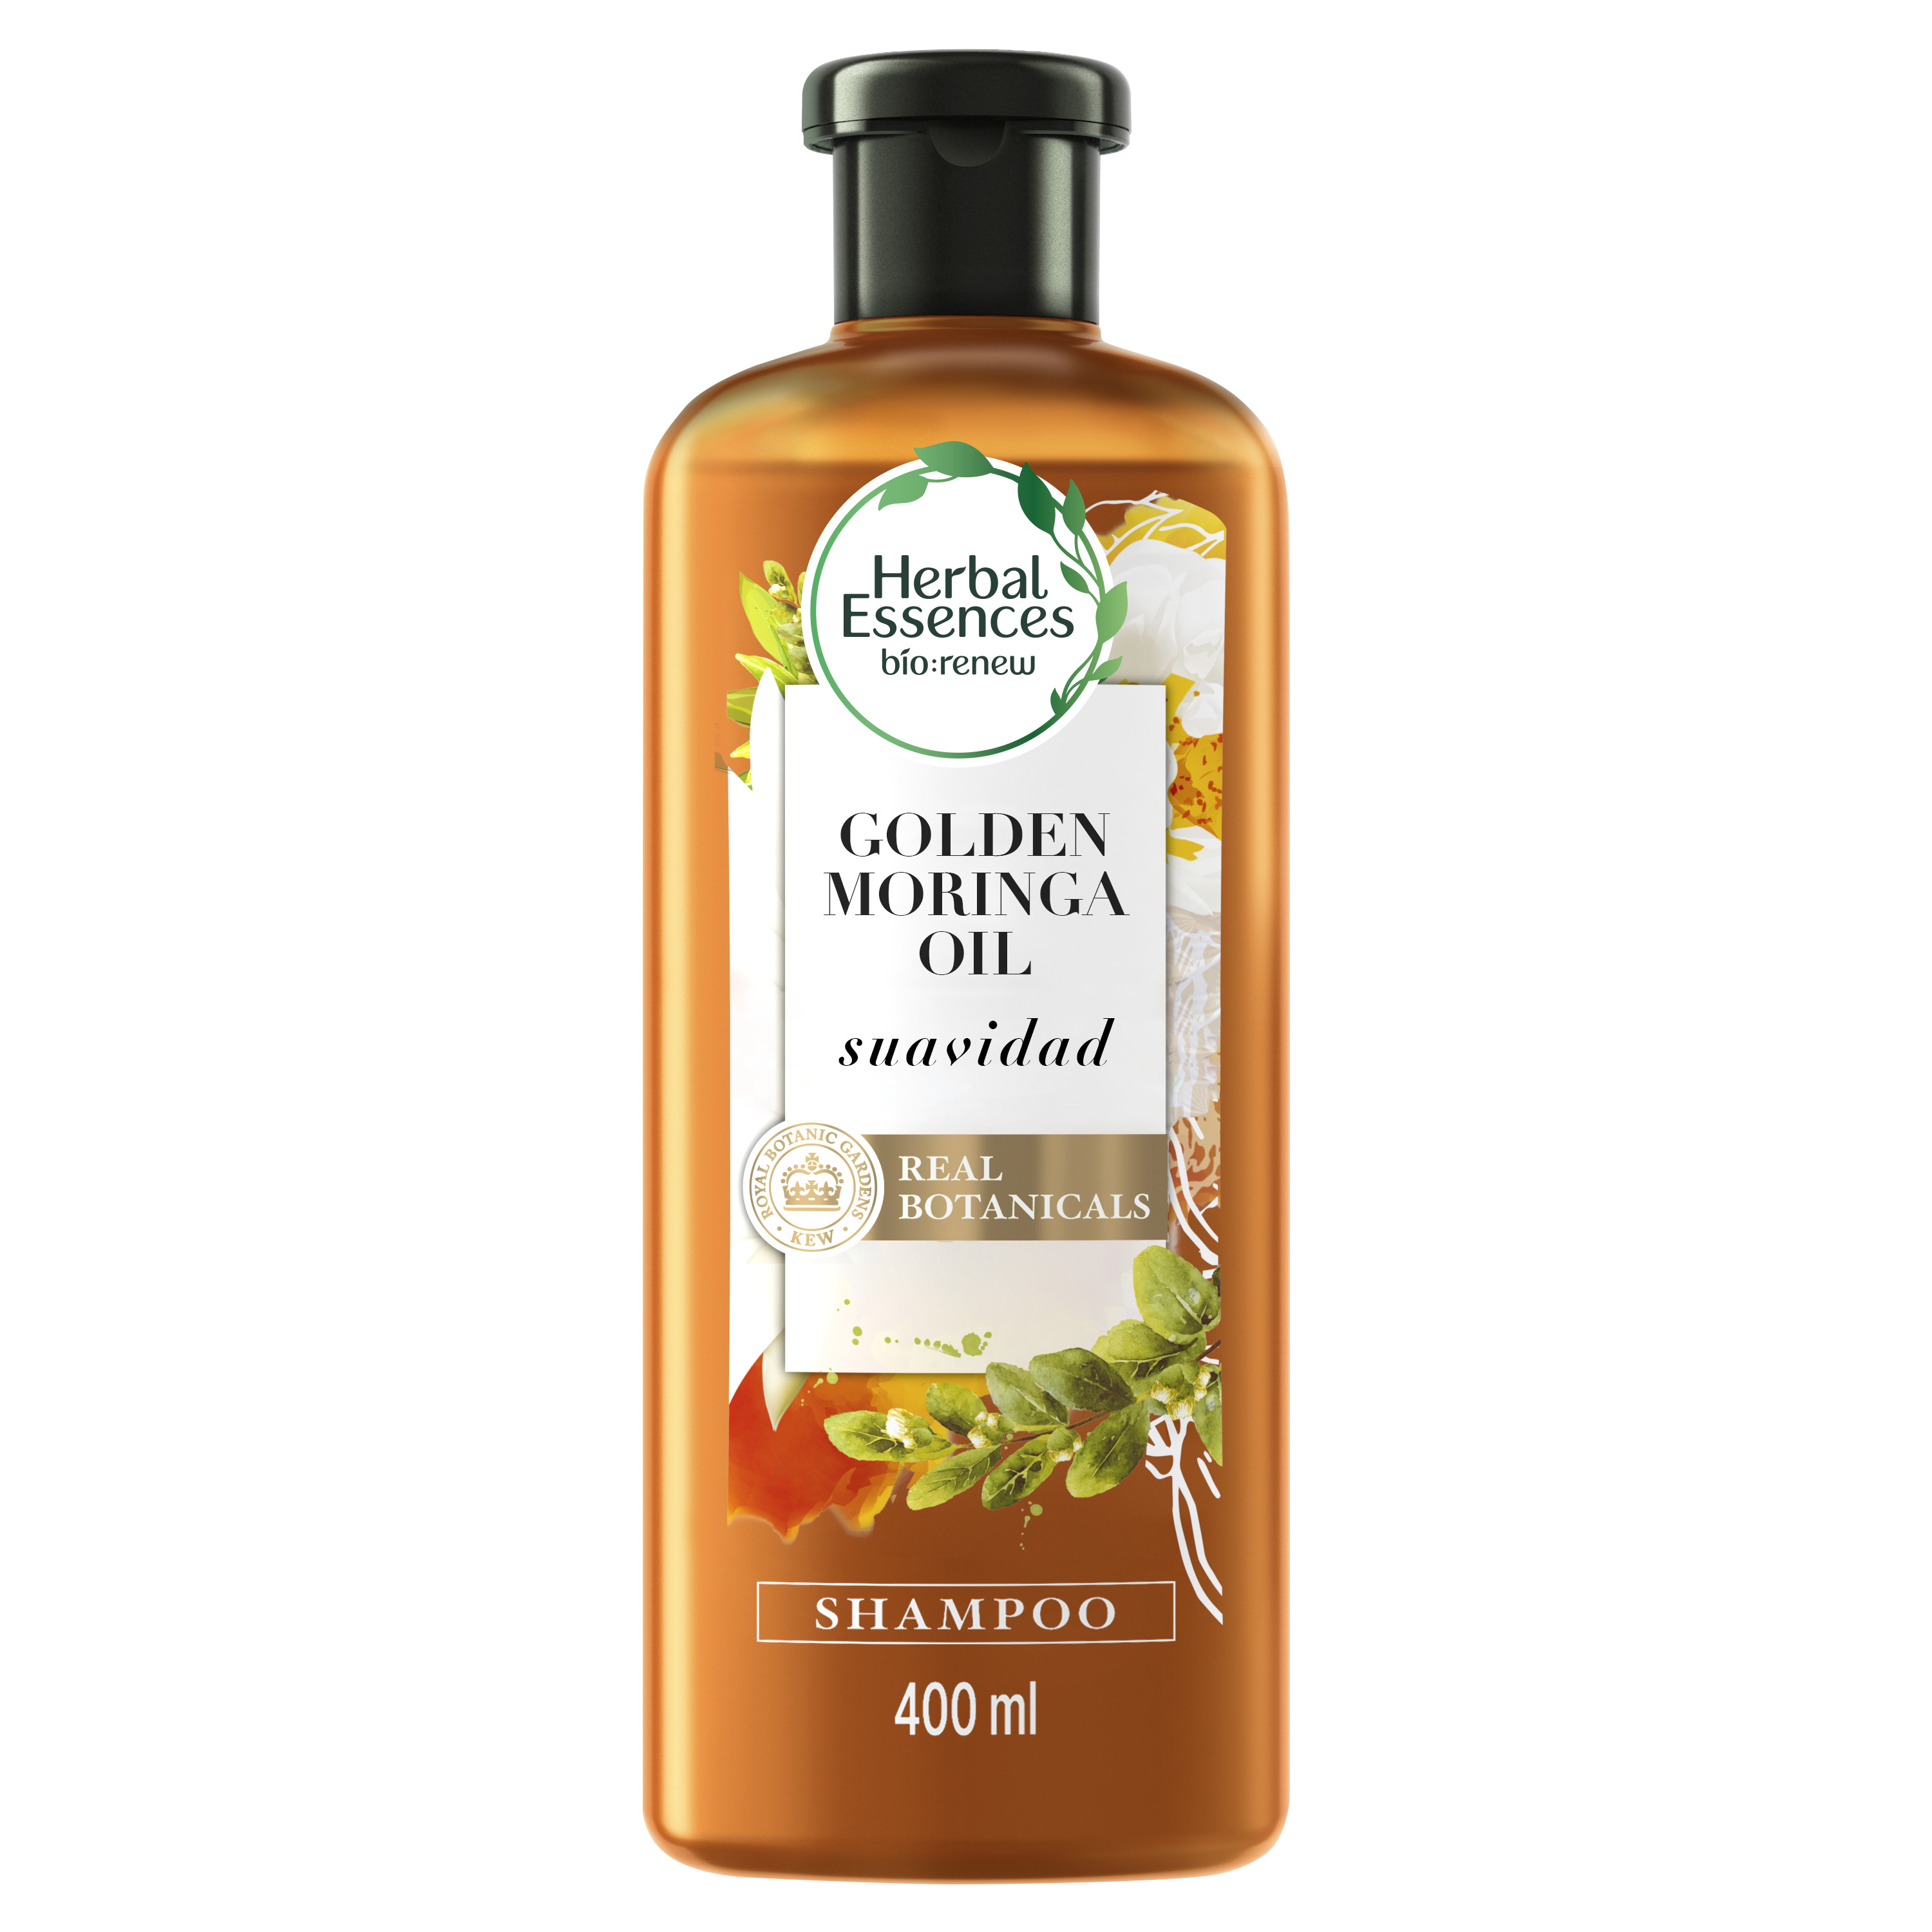 Herbal
Essences
bío:renew
GOLDEN
MORINGA
OIL
suavidad
ROYAL BOTANIC GARDENS
KEW
REAL
BOTANICALS
SHAMPOO
400 ml